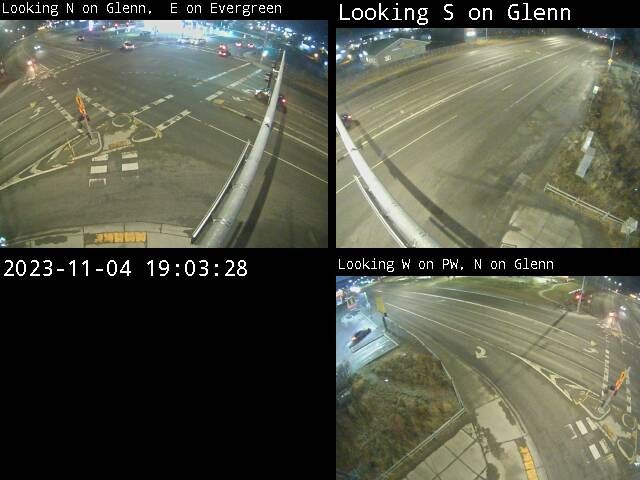 Looking N on Glenn, E on Evergreen
Looking S on Glenn
2023-11-04 19:03:28
Looking W on PW, N on Glenn